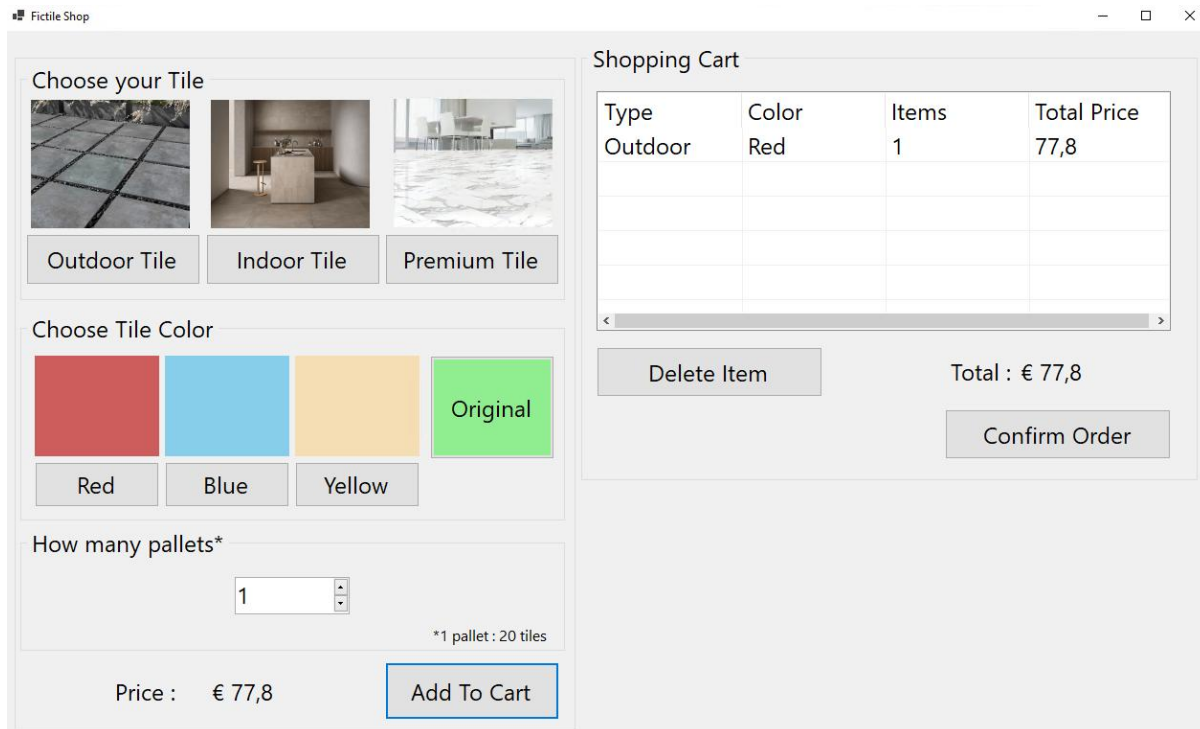 Fictile Shop
Choose your Tile
Outdoor Tile
Indoor Tile
Premium Tile
Choose Tile Color
Original
Red
Blue
Yellow
How many pallets*
1
*1 pallet : 20 tiles
Price : € 77,8
Add To Cart
Shopping Cart
Type Color Items Total Price
Outdoor Red 1 77,8
Delete Item
Total : € 77,8
Confirm Order